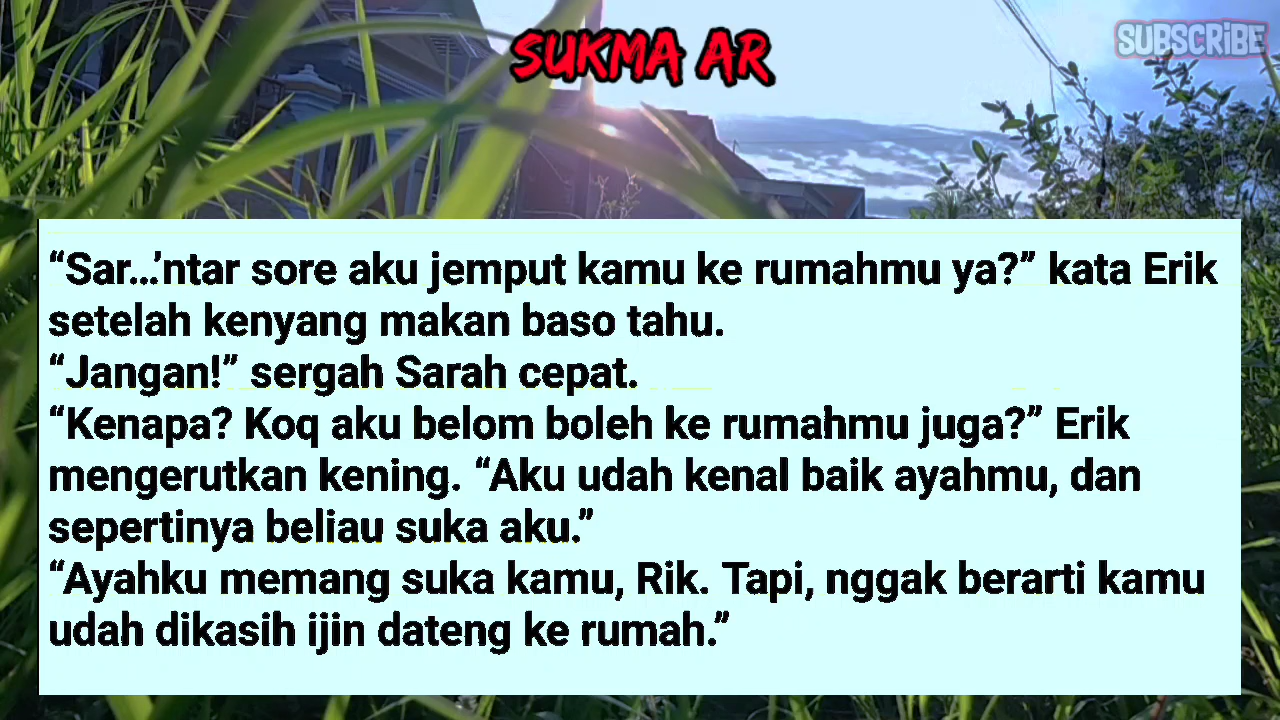 SUKMA AR
SUBSCRIBE
“Sar...’ntar sore aku jemput kamu ke rumahmu ya?” kata Erik
setelah kenyang makan baso tahu.
“Jangan!” sergah Sarah cepat.
“Kenapa? Koq aku belom boleh ke rumahmu juga?” Erik
mengerutkan kening. “Aku udah kenal baik ayahmu, dan
sepertinya beliau suka aku.”
“Ayahku memang suka kamu, Rik. Tapi, nggak berarti kamu
udah dikasih ijin dateng ke rumah.”